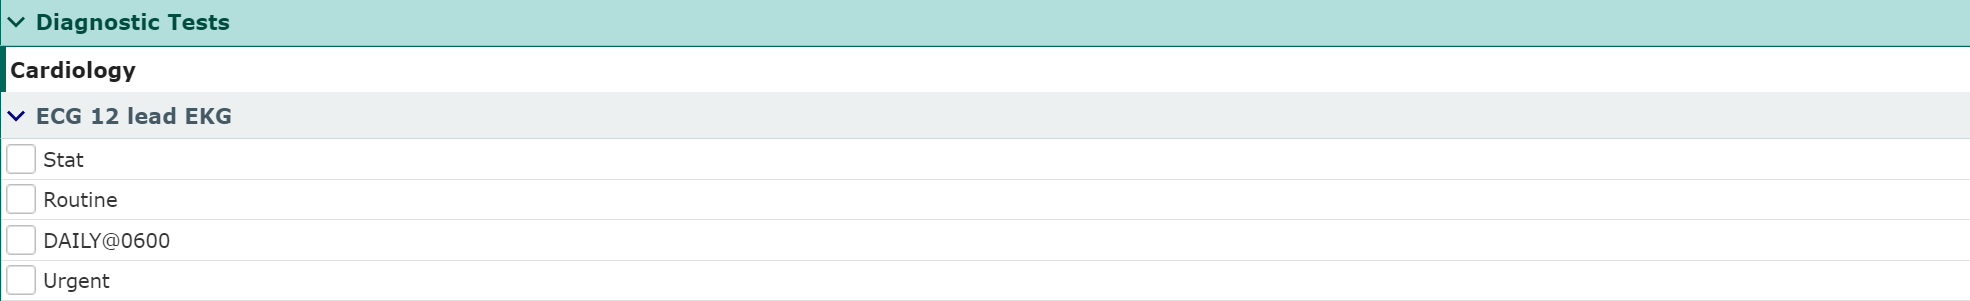 Diagnostic Tests
Cardiology
ECG 12 lead EKG
Stat
Routine
DAILY@0600
Urgent